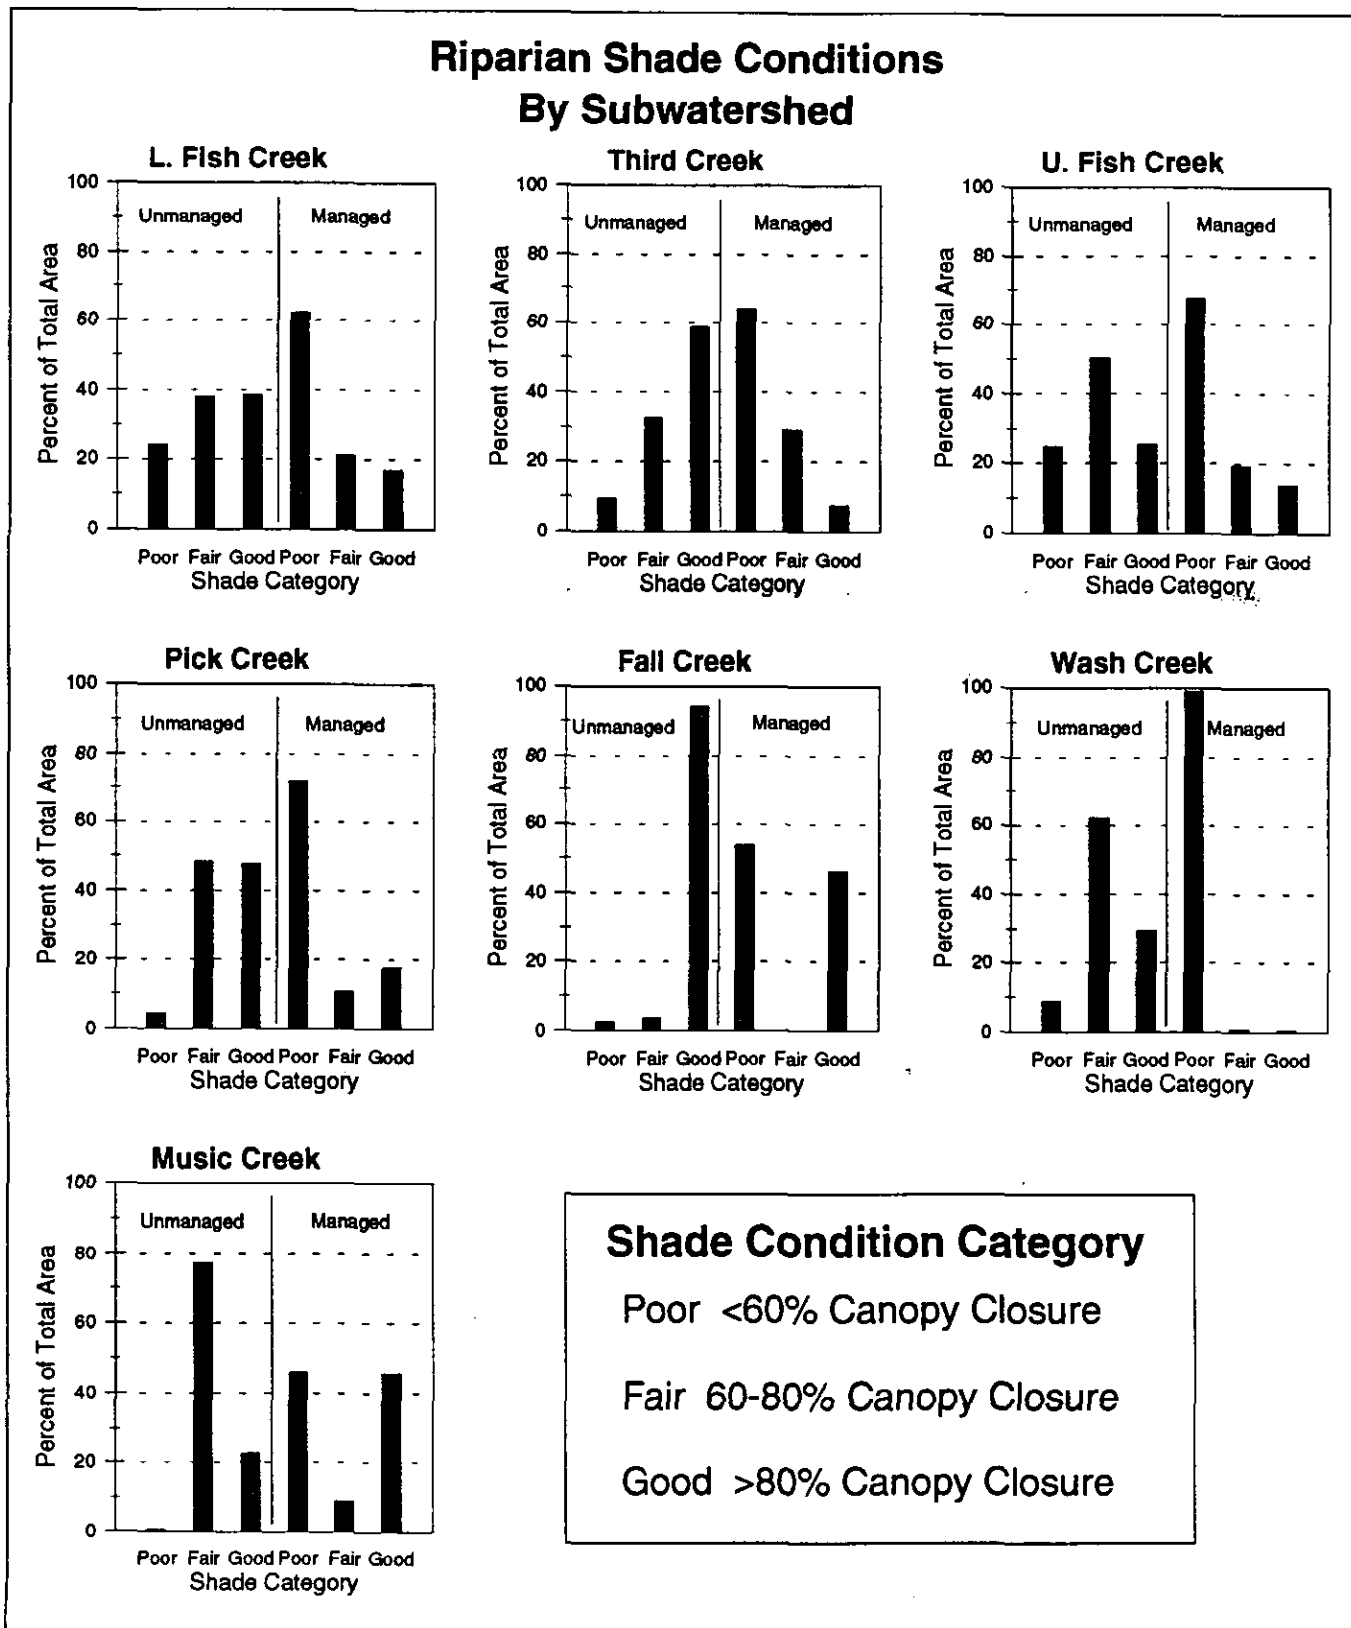 Riparian Shade Conditions
By Subwatershed
L. Fish Creek
100
80
60
40
20
0
Percent of Total Area
Unmanaged Managed
Poor Fair Good Poor Fair Good
Shade Category
Third Creek
100
80
60
40
20
0
Percent of Total Area
Unmanaged Managed
Poor Fair Good Poor Fair Good
Shade Category
U. Fish Creek
100
80
60
40
20
0
Percent of Total Area
Unmanaged Managed
Poor Fair Good Poor Fair Good
Shade Category
Pick Creek
100
80
60
40
20
0
Percent of Total Area
Unmanaged Managed
Poor Fair Good Poor Fair Good
Shade Category
Fall Creek
100
80
60
40
20
0
Percent of Total Area
Unmanaged Managed
Poor Fair Good Poor Fair Good
Shade Category
Wash Creek
100
80
60
40
20
0
Percent of Total Area
Unmanaged Managed
Poor Fair Good Poor Fair Good
Shade Category
Music Creek
100
80
60
40
20
0
Percent of Total Area
Unmanaged Managed
Poor Fair Good Poor Fair Good
Shade Category
Shade Condition Category
Poor <60% Canopy Closure
Fair 60-80% Canopy Closure
Good >80% Canopy Closure